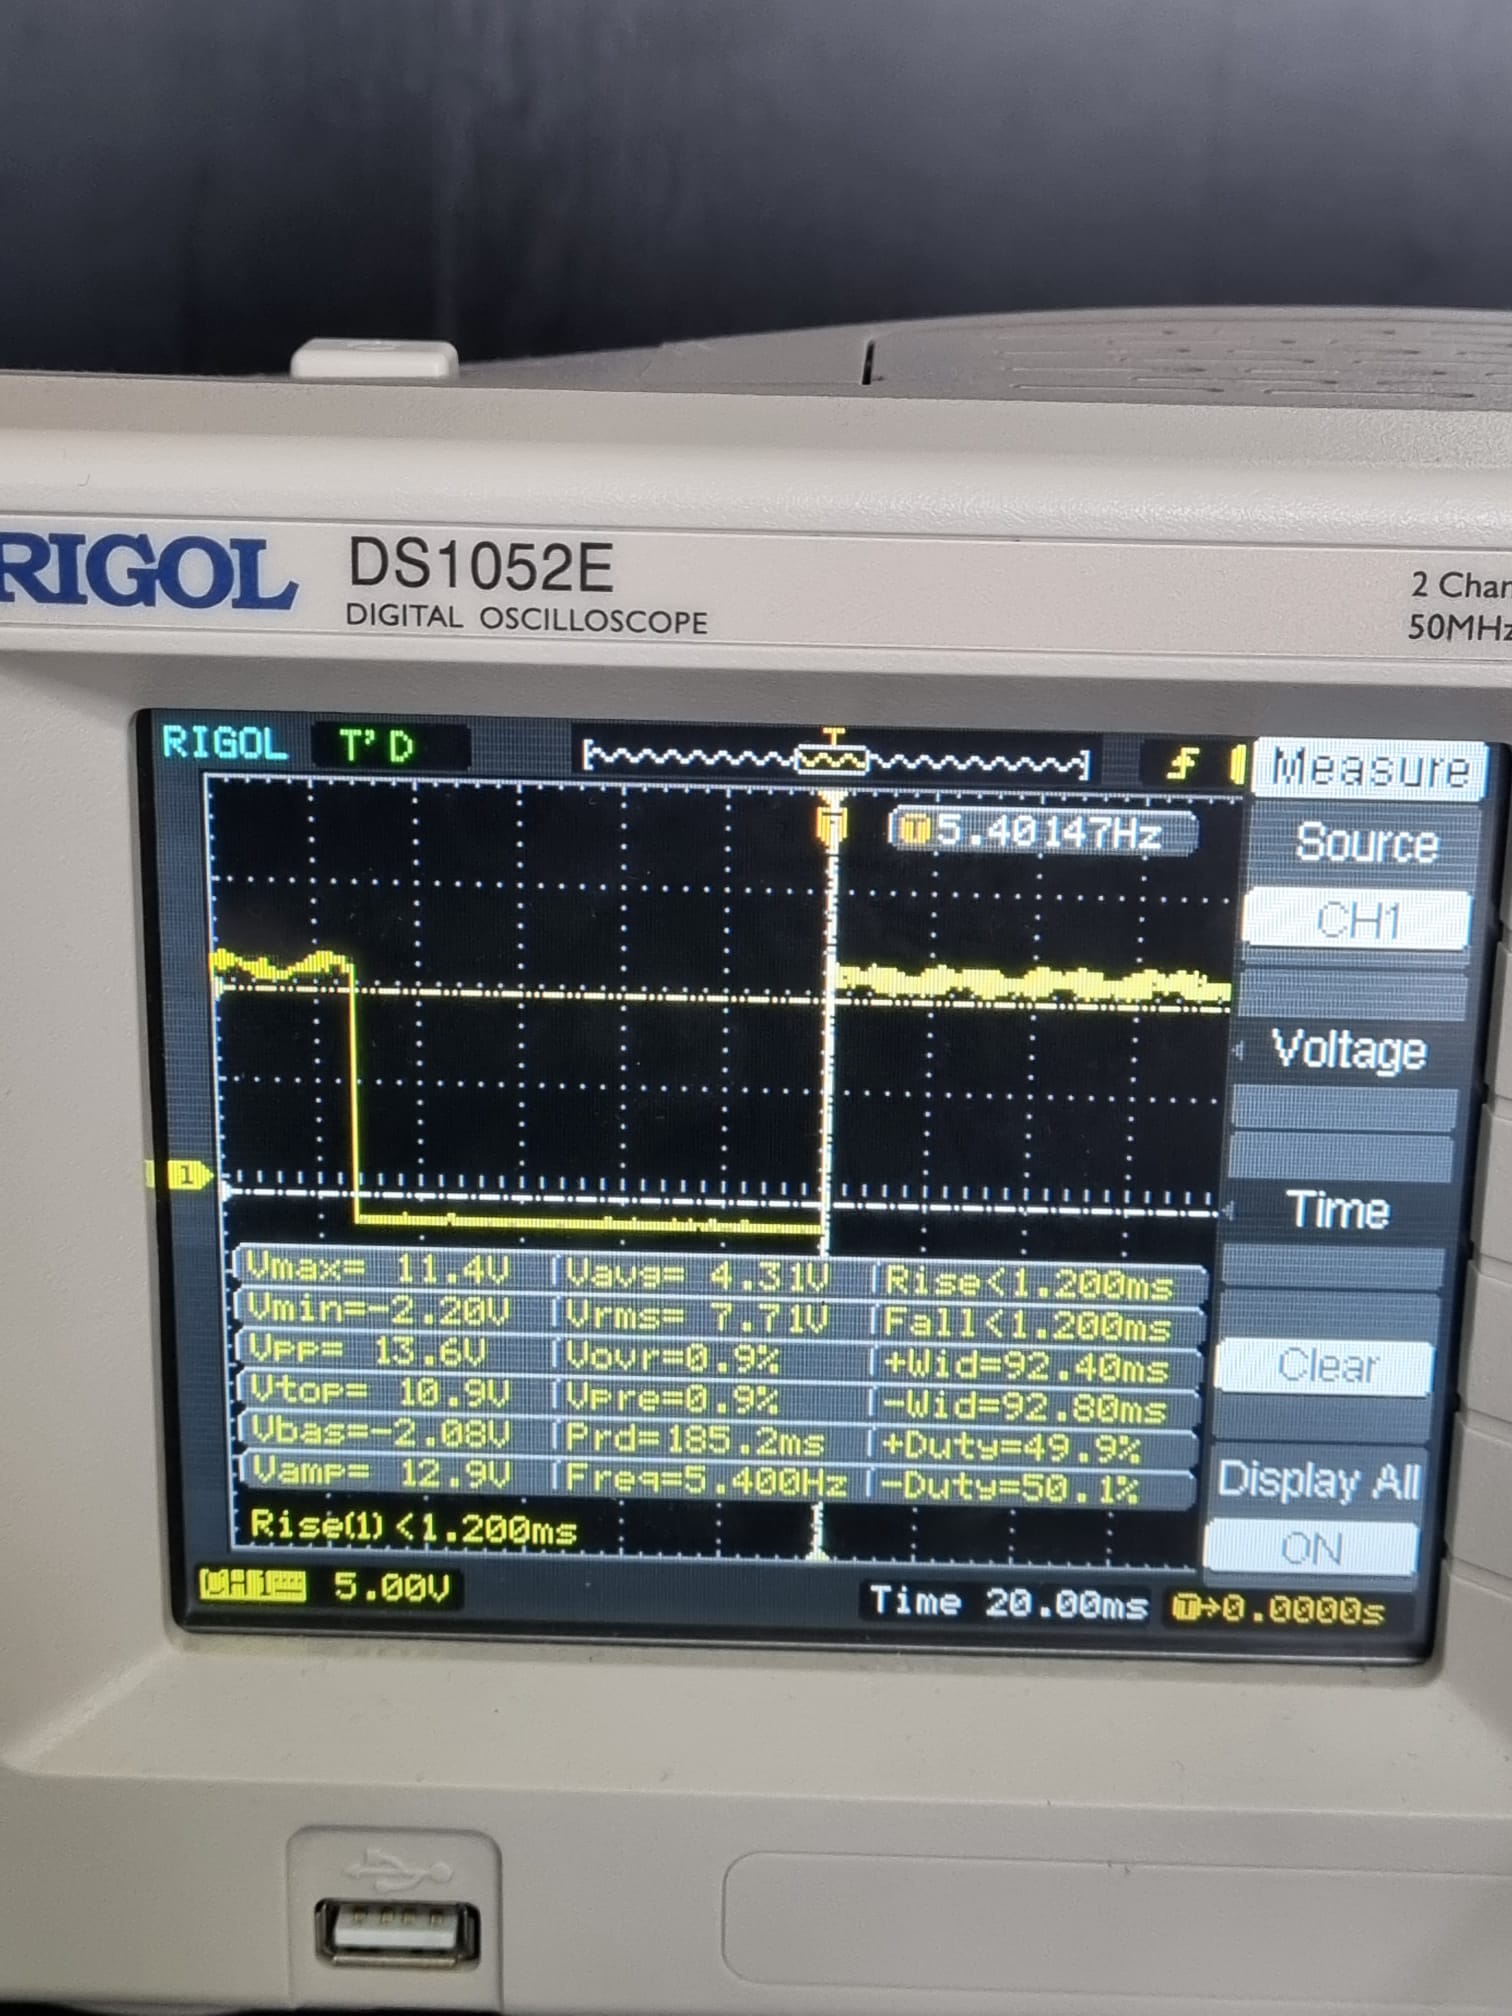 RIGOL DS1052E
DIGITAL OSCILLOSCOPE
2 Chan
50MHz
RIGOL T'D T
Measure
T 5.40147Hz
Source
CH1
Voltage
1
Time
Vmax= 11.4V Vavg= 4.31V Rise<1.200ms
Vmin=-2.20V Vrms= 7.71V Fall<1.200ms
Vpp= 13.6V Vovr=0.9% +Wid=92.40ms
Vtop= 10.9V Vpre=0.9% -Wid=92.80ms
Vbas=-2.08V Prd=185.2ms +Duty=49.9%
Vamp= 12.9V Freq=5.400Hz -Duty=50.1%
Clear
Display All
ON
Rise(1)<1.200ms
5.00V Time 20.00ms T→0.0000s